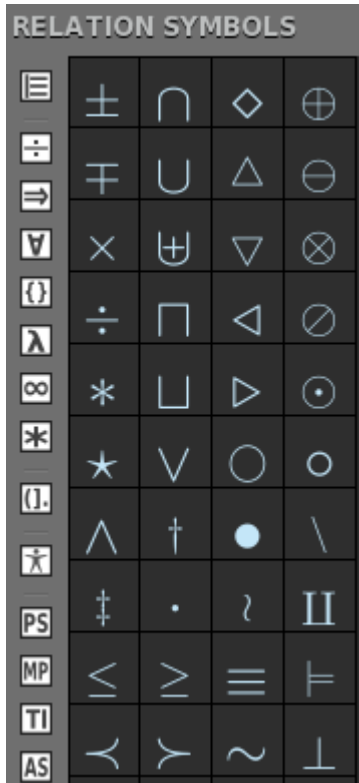 RELATION SYMBOLS
± ∩ ◇ ⊕
÷
∓ ∪ △ ⊖
⇒
∀
× ⊎ ▽ ⊗
{}
÷ ⊓ ◁ ⊘
λ
∞
∗ ⊔ ▷ ⊙
*
⋆ ∨ ◯ ∘
(].
∧ † ● \
‡ · ≀ ∐
PS
MP
≤ ≥ ≡ ⊨
TI
≺ ≻ ∼ ⊥
AS